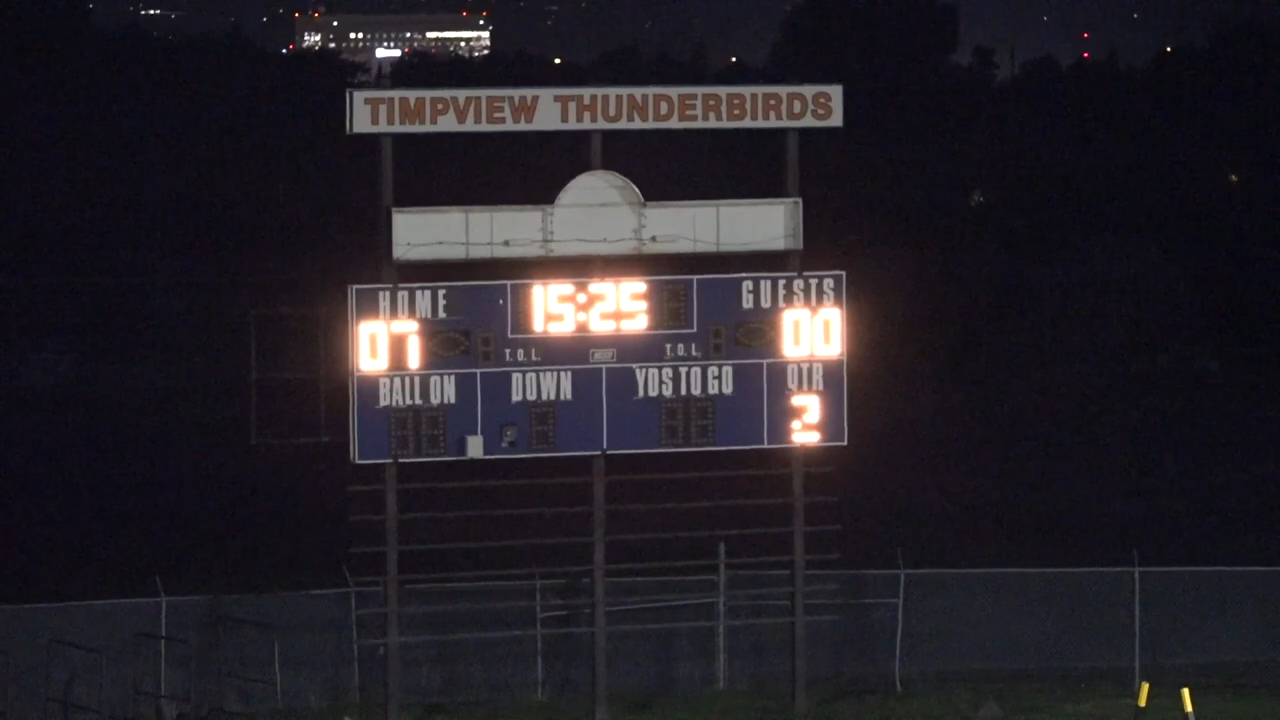 TIMPVIEW THUNDERBIRDS
HOME 15:25 GUESTS
07 00
T.O.L. T.O.L.
BALL ON DOWN YDS TO GO QTR
2